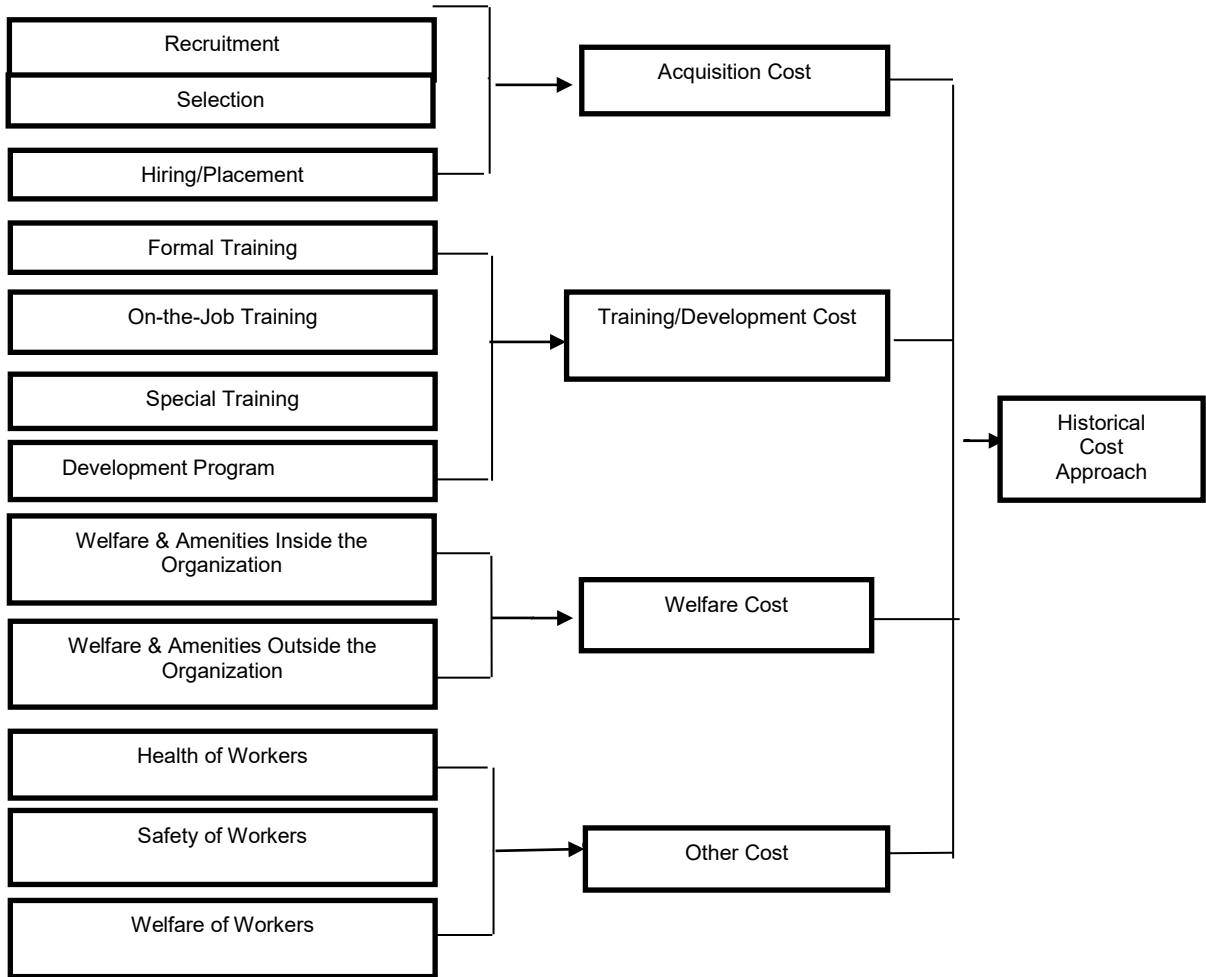 Recruitment
Selection
Hiring/Placement
Formal Training
On-the-Job Training
Special Training
Development Program
Welfare & Amenities Inside the
Organization
Welfare & Amenities Outside the
Organization
Health of Workers
Safety of Workers
Welfare of Workers
Acquisition Cost
Training/Development Cost
Welfare Cost
Other Cost
Historical
Cost
Approach